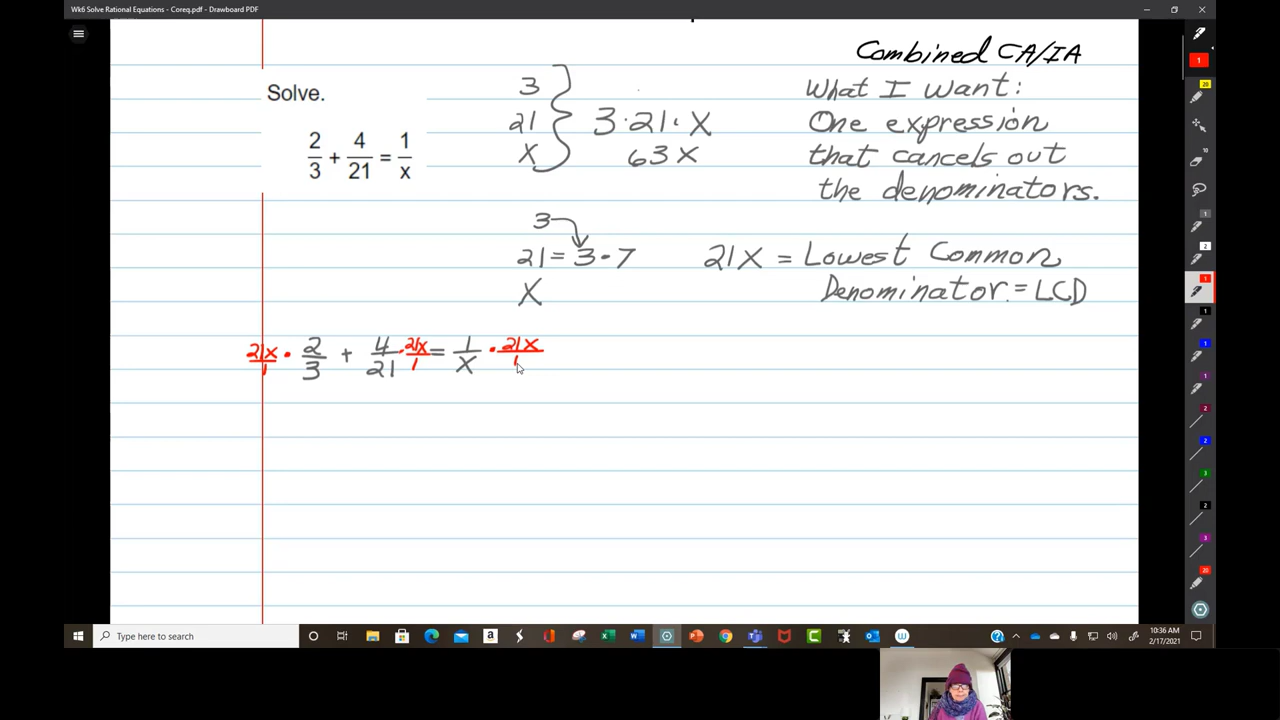 Wk6 Solve Rational Equations - Coreq.pdf - Drawboard PDF
Combined CA/IA
Solve.
2/3 + 4/21 = 1/x
3
21
X
3·21·X
63X
What I want:
One expression
that cancels out
the denominators.
3
21 = 3·7
X
21X = Lowest Common
Denominator = LCD
21X/1 · 2/3 + 4/21 · 21X/1 = 1/X · 21X/1
Type here to search
10:36 AM
2/17/2021